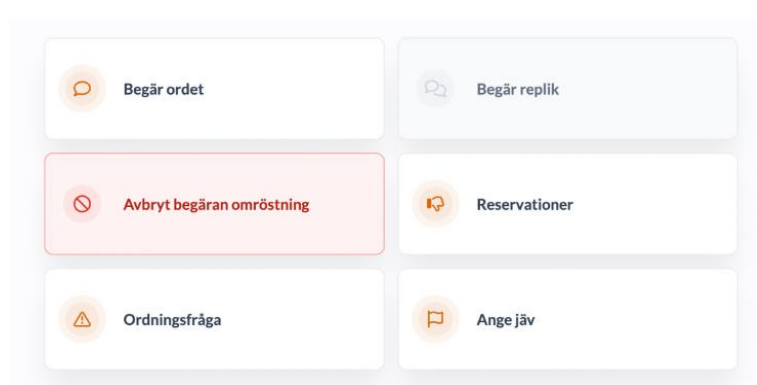 Begär ordet
Begär replik
Avbryt begäran omröstning
Reservationer
Ordningsfråga
Ange jäv